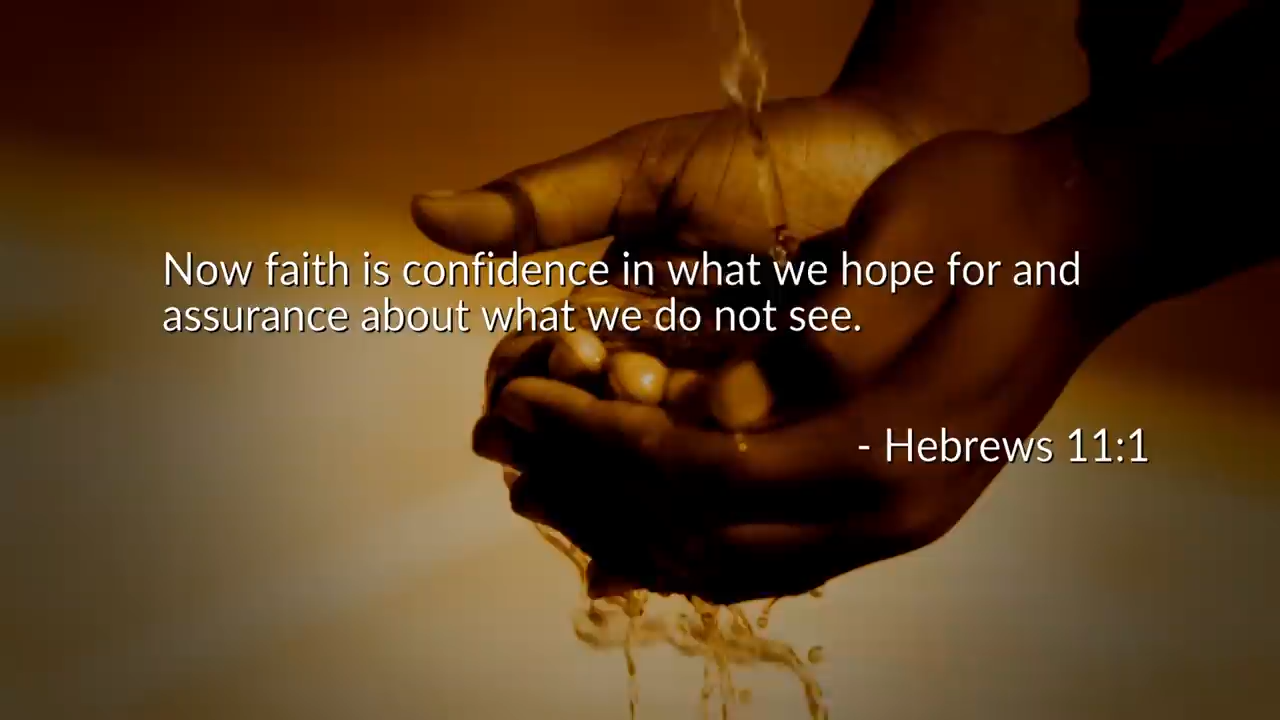 Now faith is confidence in what we hope for and
assurance about what we do not see.
- Hebrews 11:1